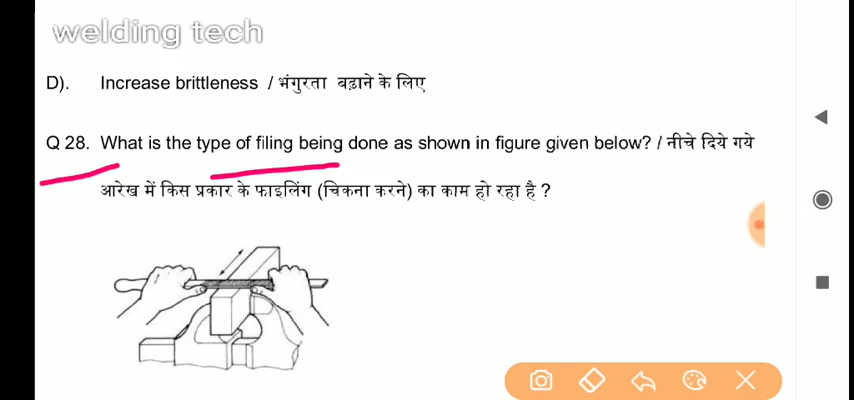 welding tech
D). Increase brittleness / भंगुरता बढ़ाने के लिए
Q 28. What is the type of filing being done as shown in figure given below? / नीचे दिये गये
आरेख में किस प्रकार के फाइलिंग (चिकना करने) का काम हो रहा है ?